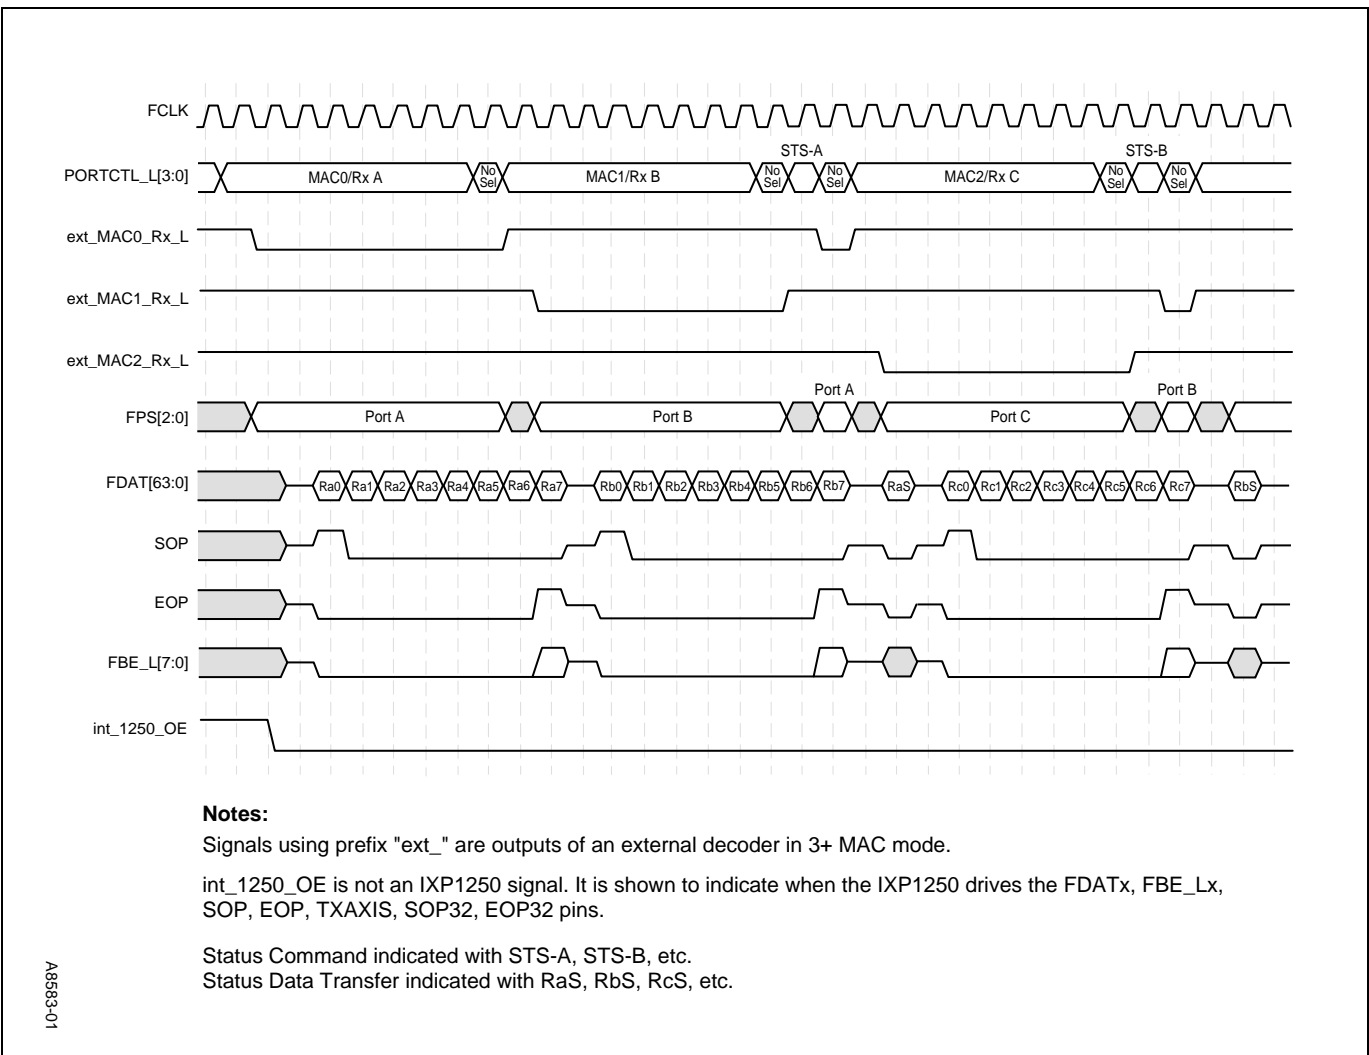 FCLK
STS-A
STS-B
PORTCTL_L[3:0]
MAC0/Rx A
No Sel
MAC1/Rx B
No Sel
No Sel
MAC2/Rx C
No Sel
No Sel
ext_MAC0_Rx_L
ext_MAC1_Rx_L
ext_MAC2_Rx_L
Port A
Port B
FPS[2:0]
Port A
Port B
Port C
FDAT[63:0]
Ra0 Ra1 Ra2 Ra3 Ra4 Ra5 Ra6 Ra7 Rb0 Rb1 Rb2 Rb3 Rb4 Rb5 Rb6 Rb7 RaS Rc0 Rc1 Rc2 Rc3 Rc4 Rc5 Rc6 Rc7 RbS
SOP
EOP
FBE_L[7:0]
int_1250_OE
Notes:
Signals using prefix "ext_" are outputs of an external decoder in 3+ MAC mode.
int_1250_OE is not an IXP1250 signal. It is shown to indicate when the IXP1250 drives the FDATx, FBE_Lx,
SOP, EOP, TXAXIS, SOP32, EOP32 pins.
Status Command indicated with STS-A, STS-B, etc.
Status Data Transfer indicated with RaS, RbS, RcS, etc.
A8583-01